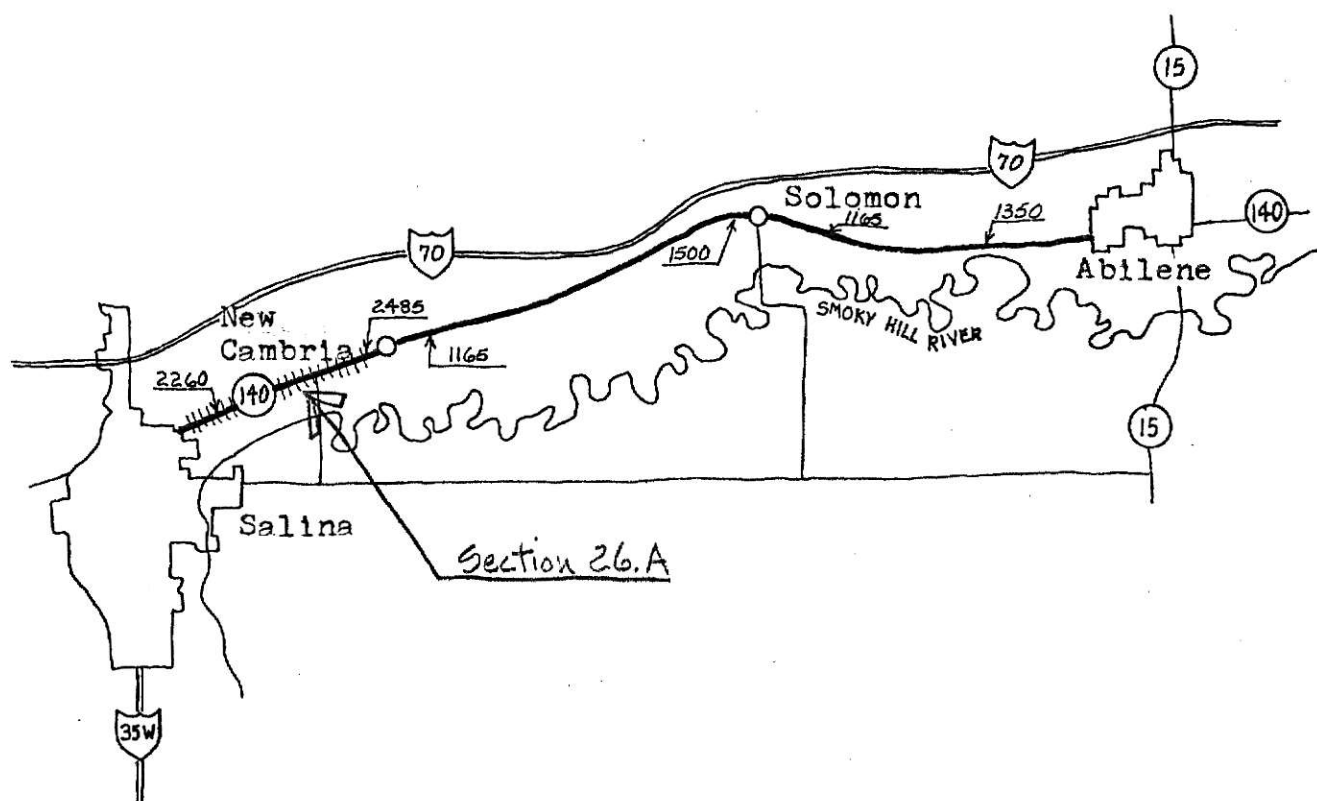 15
70
Solomon
1165
1350
140
1500
70
Abilene
New
Cambria
2485
SMOKY HILL RIVER
1165
2260
140
15
Salina
Section 26.A
35W